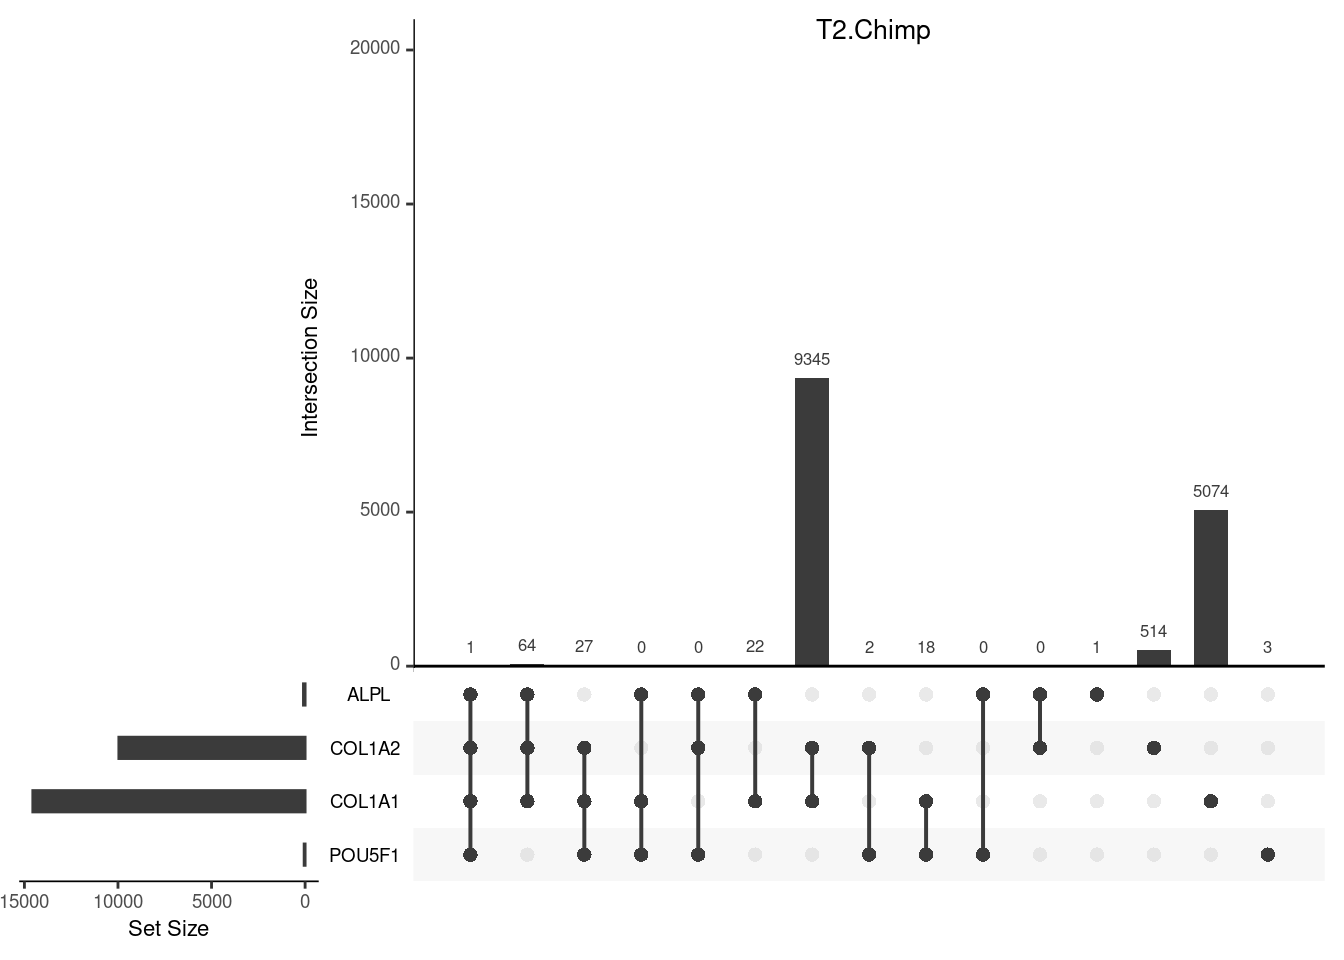 T2.Chimp
20000
15000
10000
5000
0
Intersection Size
1 64 27 0 0 22 9345 2 18 0 0 1 514 5074 3
ALPL
COL1A2
COL1A1
POU5F1
15000 10000 5000 0
Set Size